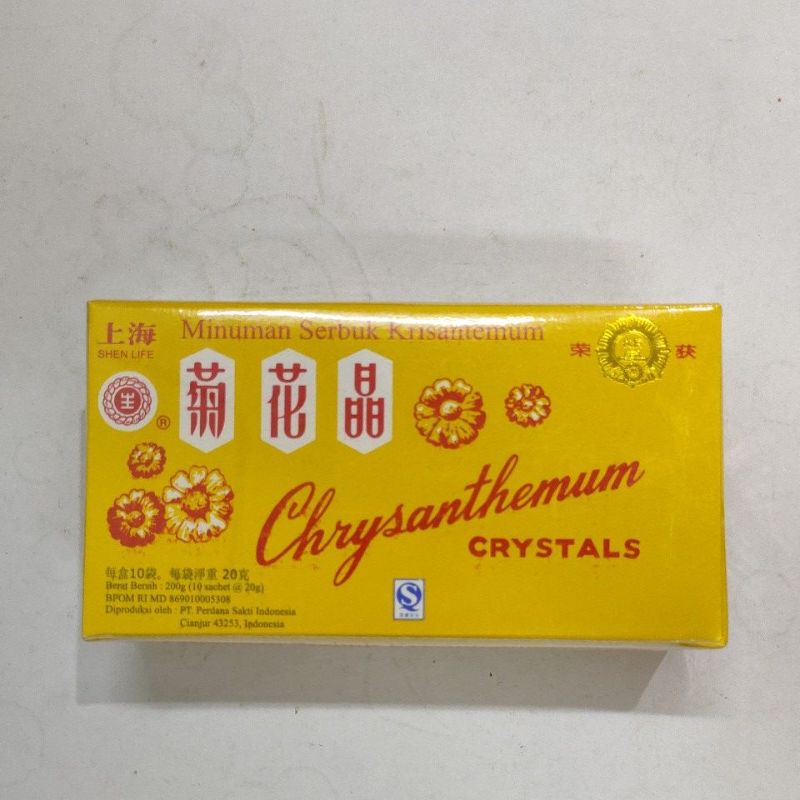 上海
SHEN LIFE
Minuman Serbuk Krisantemum
荣 获
生
®
菊花晶
Chrysanthemum
CRYSTALS
每盒10袋。每袋淨重 20克
Berat Bersih : 200g (10 sachet @ 20g)
BPOM RI MD 869010005308
Diproduksi oleh : PT. Perdana Sakti Indonesia
Cianjur 43253, Indonesia
S